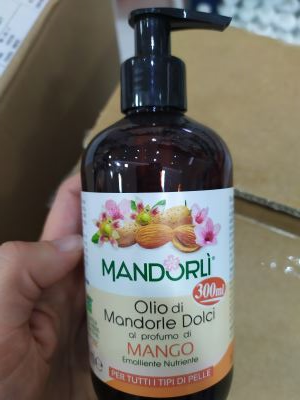 MANDORLÌ®
300ml
Olio di
Mandorle Dolci
al profumo di
MANGO
Emolliente Nutriente
PER TUTTI I TIPI DI PELLE